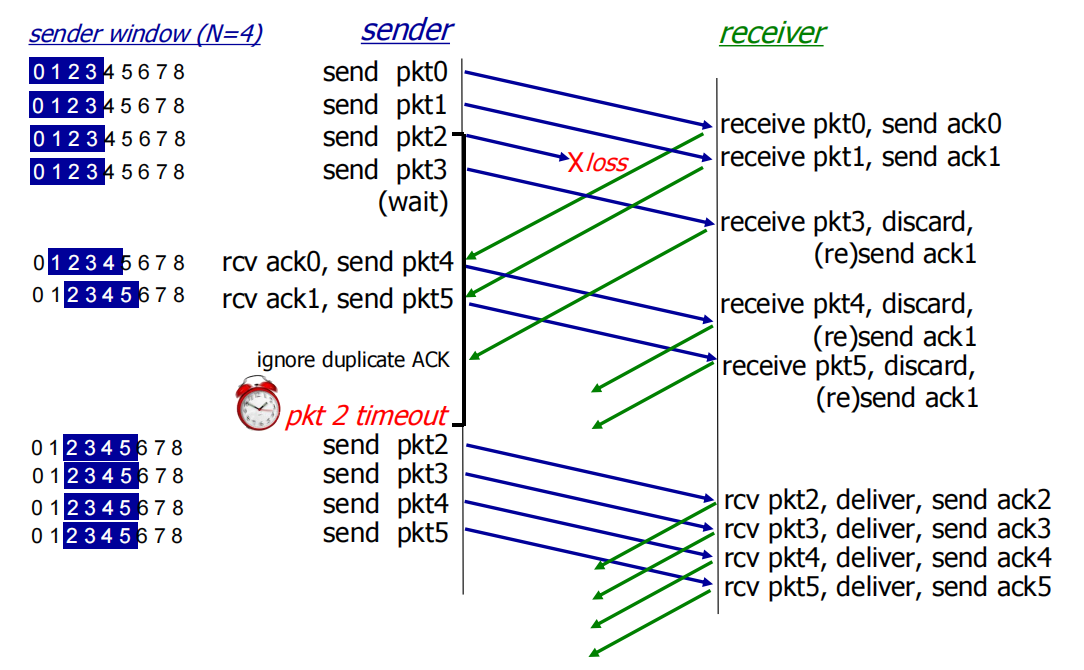 sender window (N=4) sender receiver
0 1 2 3 4 5 6 7 8 send pkt0
0 1 2 3 4 5 6 7 8 send pkt1 receive pkt0, send ack0
0 1 2 3 4 5 6 7 8 send pkt2 receive pkt1, send ack1
X loss
0 1 2 3 4 5 6 7 8 send pkt3
(wait) receive pkt3, discard,
(re)send ack1
0 1 2 3 4 5 6 7 8 rcv ack0, send pkt4
0 1 2 3 4 5 6 7 8 rcv ack1, send pkt5 receive pkt4, discard,
(re)send ack1
ignore duplicate ACK receive pkt5, discard,
(re)send ack1
pkt 2 timeout
0 1 2 3 4 5 6 7 8 send pkt2
0 1 2 3 4 5 6 7 8 send pkt3
0 1 2 3 4 5 6 7 8 send pkt4 rcv pkt2, deliver, send ack2
0 1 2 3 4 5 6 7 8 send pkt5 rcv pkt3, deliver, send ack3
rcv pkt4, deliver, send ack4
rcv pkt5, deliver, send ack5